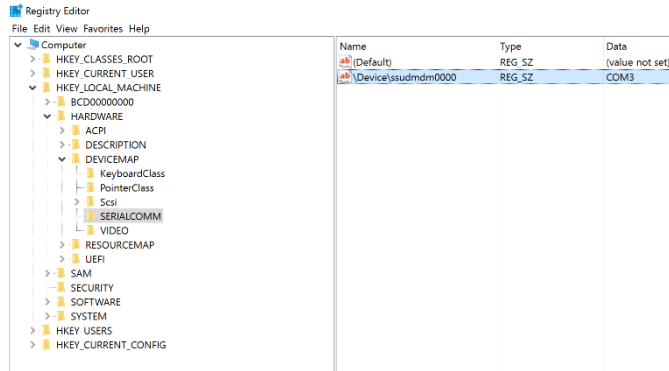 Registry Editor
File Edit View Favorites Help
Computer
HKEY_CLASSES_ROOT
HKEY_CURRENT_USER
HKEY_LOCAL_MACHINE
BCD00000000
HARDWARE
ACPI
DESCRIPTION
DEVICEMAP
KeyboardClass
PointerClass
Scsi
SERIALCOMM
VIDEO
RESOURCEMAP
UEFI
SAM
SECURITY
SOFTWARE
SYSTEM
HKEY_USERS
HKEY_CURRENT_CONFIG
Name Type Data
(Default) REG_SZ (value not set)
\Device\ssudmdm0000 REG_SZ COM3